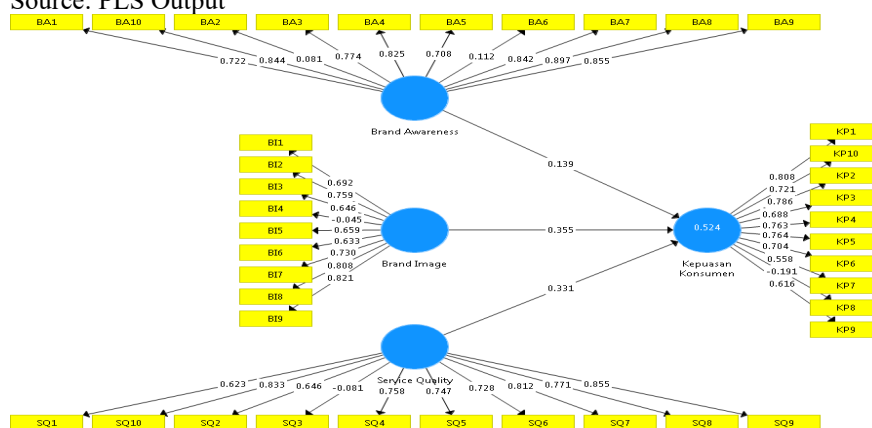 Source: PLS Output
BA1 BA10 BA2 BA3 BA4 BA5 BA6 BA7 BA8 BA9
0.722 0.844 0.081 0.774 0.825 0.708 0.112 0.842 0.897 0.855
Brand Awareness
0.139
BI1
BI2
BI3
BI4
BI5
BI6
BI7
BI8
BI9
0.692
0.759
0.646
-0.045
0.659
0.633
0.730
0.808
0.821
Brand Image
0.355
0.524
Kepuasan
Konsumen
0.808
0.721
0.786
0.688
0.763
0.764
0.704
0.558
-0.191
0.616
KP1
KP10
KP2
KP3
KP4
KP5
KP6
KP7
KP8
KP9
0.331
Service Quality
0.623 0.833 0.646 -0.081 0.758 0.747 0.728 0.812 0.771 0.855
SQ1 SQ10 SQ2 SQ3 SQ4 SQ5 SQ6 SQ7 SQ8 SQ9